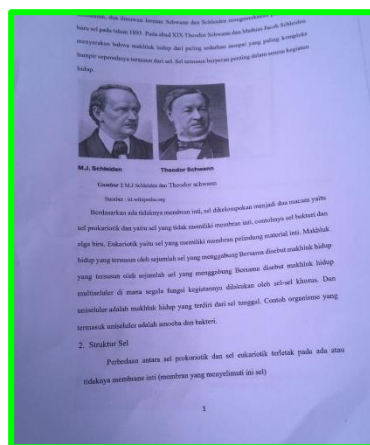 dan ilmuwan Jerman Schwann dan Schleiden mengemukakan
baru sel pada tahun 1885. Pada abad XIX Theodor Schwann dan Mathias Jacob Schleiden
menyatakan bahwa makhluk hidup dari paling sederhana sampai yang paling kompleks
hampir sepenuhnya tersusun dari sel. Sel tersusun berperan penting dalam semua kegiatan
hidup.
M.J. Schleiden Theodor Schwann
Gambar 1 M.J Schleiden dan Theodor schwann
Sumber : id.wikipedia.org
Berdasarkan ada tidaknya membran inti, sel dikelompokan menjadi dua macam yaitu
sel prokariotik dan yaitu sel yang tidak memiliki membran inti, contohnya sel bakteri dan
alga biru. Eukariotik yaitu sel yang memiliki membran pelindung material inti. Makhluk
hidup yang tersusun oleh sejumlah sel yang menggabung Bersama disebut makhluk hidup
yang tersusun oleh sejumlah sel yang menggabung Bersama disebut makhluk hidup
multiseluler di mana segala fungsi kegiatannya dilakukan oleh sel-sel khusus. Dan
uniseluler adalah makhluk hidup yang terdiri dari sel tunggal. Contoh organisme yang
termasuk uniseluler adalah amoeba dan bakteri.
2. Struktur Sel
Perbedaan antara sel prokariotik dan sel eukariotik terletak pada ada atau
tidaknya membrane inti (membran yang menyelimuti ini sel)
1